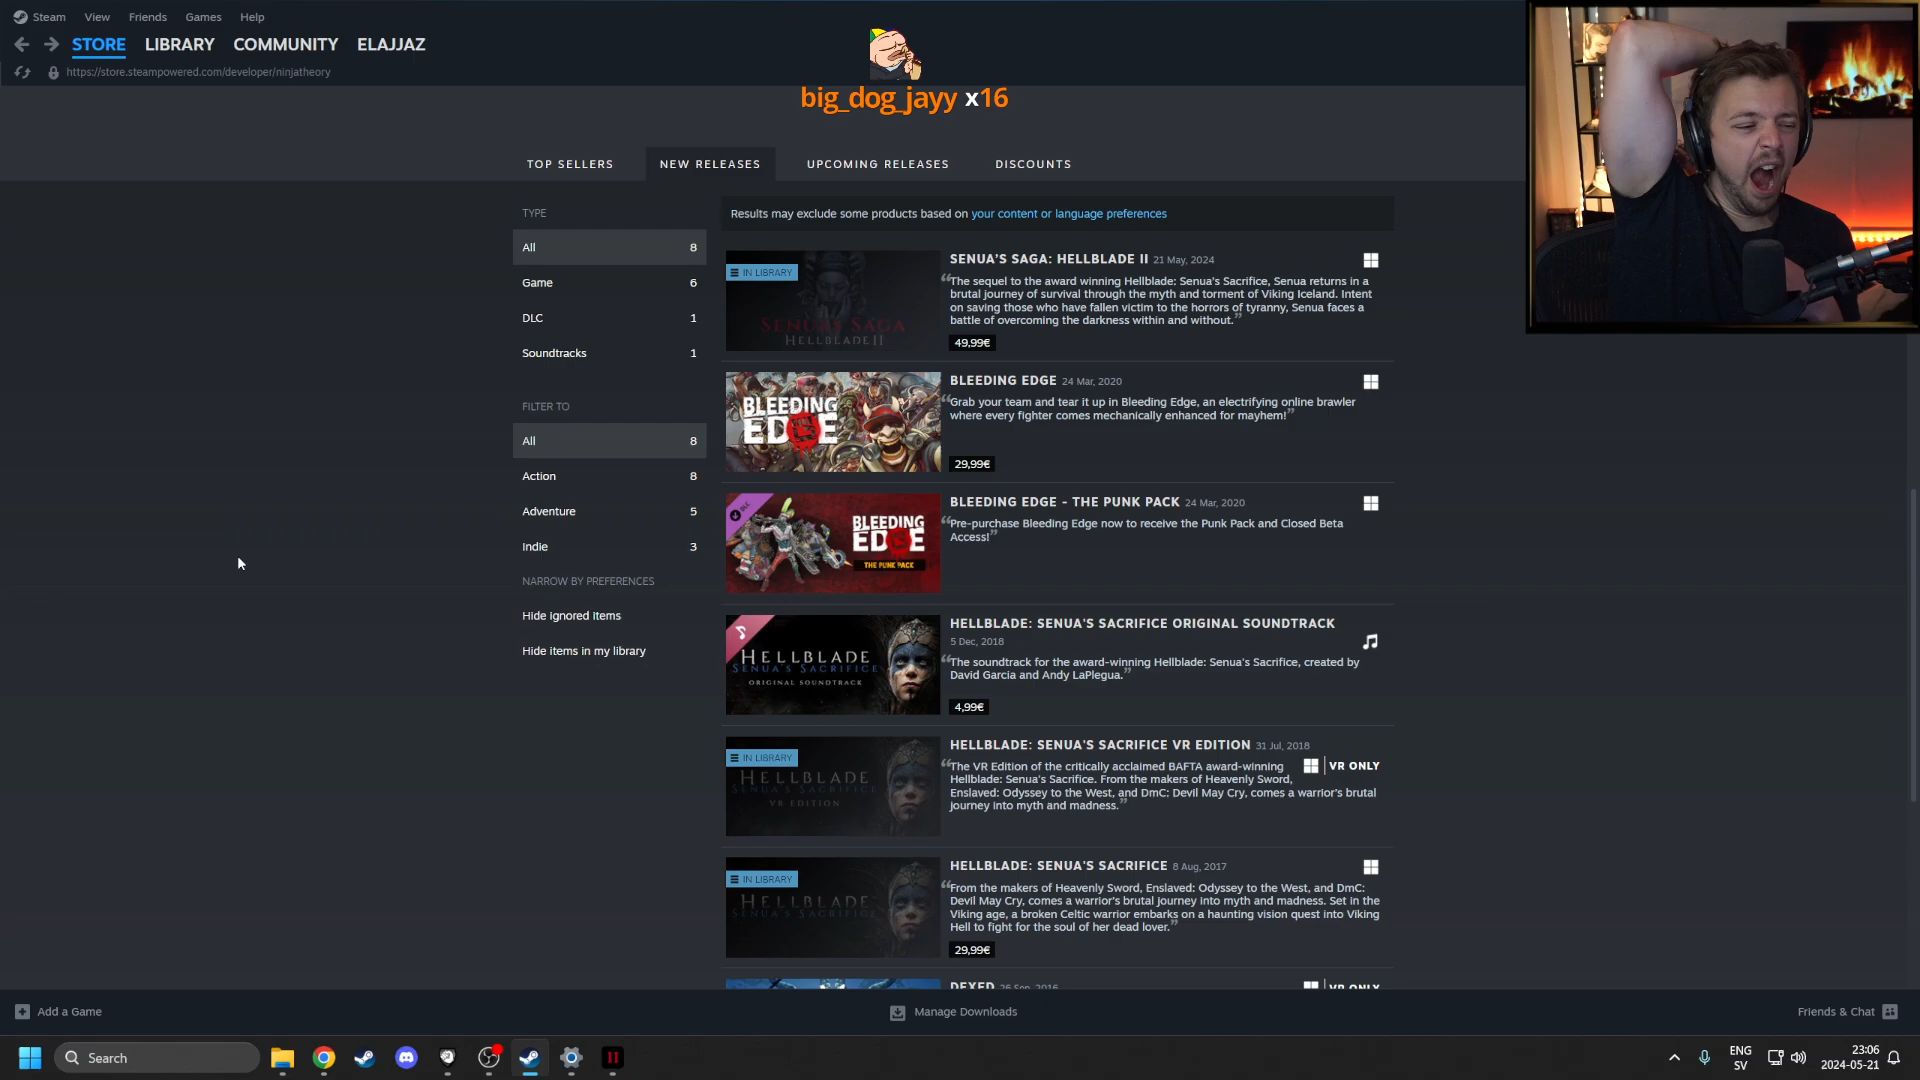 Steam View Friends Games Help
STORE LIBRARY COMMUNITY ELAJJAZ
https://store.steampowered.com/developer/ninjatheory
big_dog_jayy x16
TOP SELLERS NEW RELEASES UPCOMING RELEASES DISCOUNTS
TYPE
All 8
Game 6
DLC 1
Soundtracks 1
FILTER TO
All 8
Action 8
Adventure 5
Indie 3
NARROW BY PREFERENCES
Hide ignored items
Hide items in my library
Results may exclude some products based on your content or language preferences
IN LIBRARY
SENUA'S SAGA
HELLBLADE II
SENUA'S SAGA: HELLBLADE II 21 May, 2024
“The sequel to the award winning Hellblade: Senua's Sacrifice, Senua returns in a
brutal journey of survival through the myth and torment of Viking Iceland. Intent
on saving those who have fallen victim to the horrors of tyranny, Senua faces a
battle of overcoming the darkness within and without.”
49,99€
BLEEDING
EDGE
BLEEDING EDGE 24 Mar, 2020
“Grab your team and tear it up in Bleeding Edge, an electrifying online brawler
where every fighter comes mechanically enhanced for mayhem!”
29,99€
DLC
BLEEDING
EDGE
THE PUNK PACK
BLEEDING EDGE - THE PUNK PACK 24 Mar, 2020
“Pre-purchase Bleeding Edge now to receive the Punk Pack and Closed Beta
Access!”
HELLBLADE
SENUA'S SACRIFICE
ORIGINAL SOUNDTRACK
HELLBLADE: SENUA'S SACRIFICE ORIGINAL SOUNDTRACK
5 Dec, 2018
“The soundtrack for the award-winning Hellblade: Senua's Sacrifice, created by
David Garcia and Andy LaPlegua.”
4,99€
IN LIBRARY
HELLBLADE
VR EDITION
HELLBLADE: SENUA'S SACRIFICE VR EDITION 31 Jul, 2018
VR ONLY
“The VR Edition of the critically acclaimed BAFTA award-winning
Hellblade: Senua's Sacrifice. From the makers of Heavenly Sword,
Enslaved: Odyssey to the West, and DmC: Devil May Cry, comes a warrior's brutal
journey into myth and madness.”
IN LIBRARY
HELLBLADE
SENUA'S SACRIFICE
HELLBLADE: SENUA'S SACRIFICE 8 Aug, 2017
“From the makers of Heavenly Sword, Enslaved: Odyssey to the West, and DmC:
Devil May Cry, comes a warrior's brutal journey into myth and madness. Set in the
Viking age, a broken Celtic warrior embarks on a haunting vision quest into Viking
Hell to fight for the soul of her dead lover.”
29,99€
DEXED 26 Sep, 2016 VR ONLY
Add a Game Manage Downloads Friends & Chat
Search
ENG
SV
23:06
2024-05-21